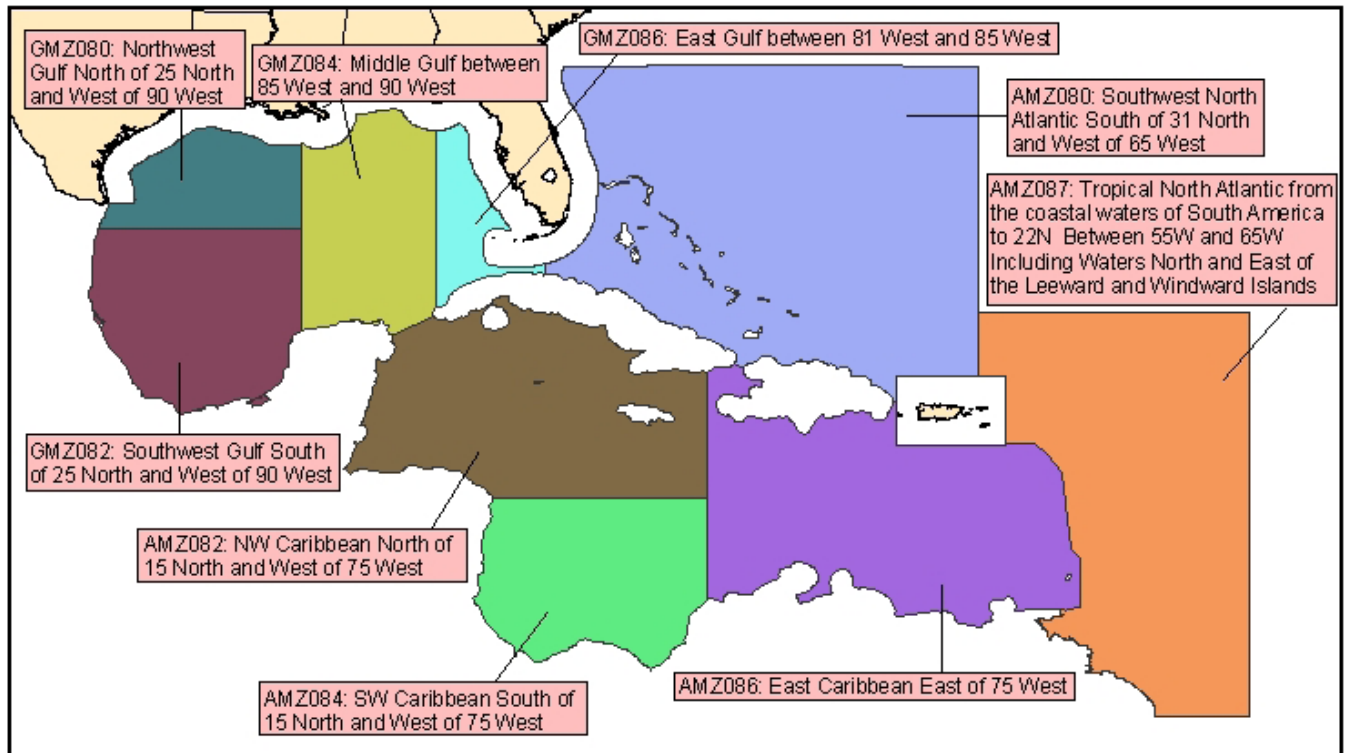 GMZ080: Northwest
Gulf North of 25 North
and West of 90 West
GMZ084: Middle Gulf between
85 West and 90 West
GMZ086: East Gulf between 81 West and 85 West
AMZ080: Southwest North
Atlantic South of 31 North
and West of 65 West
AMZ087: Tropical North Atlantic from
the coastal waters of South America
to 22N Between 55W and 65W
Including Waters North and East of
the Leeward and Windward Islands
GMZ082: Southwest Gulf South
of 25 North and West of 90 West
AMZ082: NW Caribbean North of
15 North and West of 75 West
AMZ084: SW Caribbean South of
15 North and West of 75 West
AMZ086: East Caribbean East of 75 West